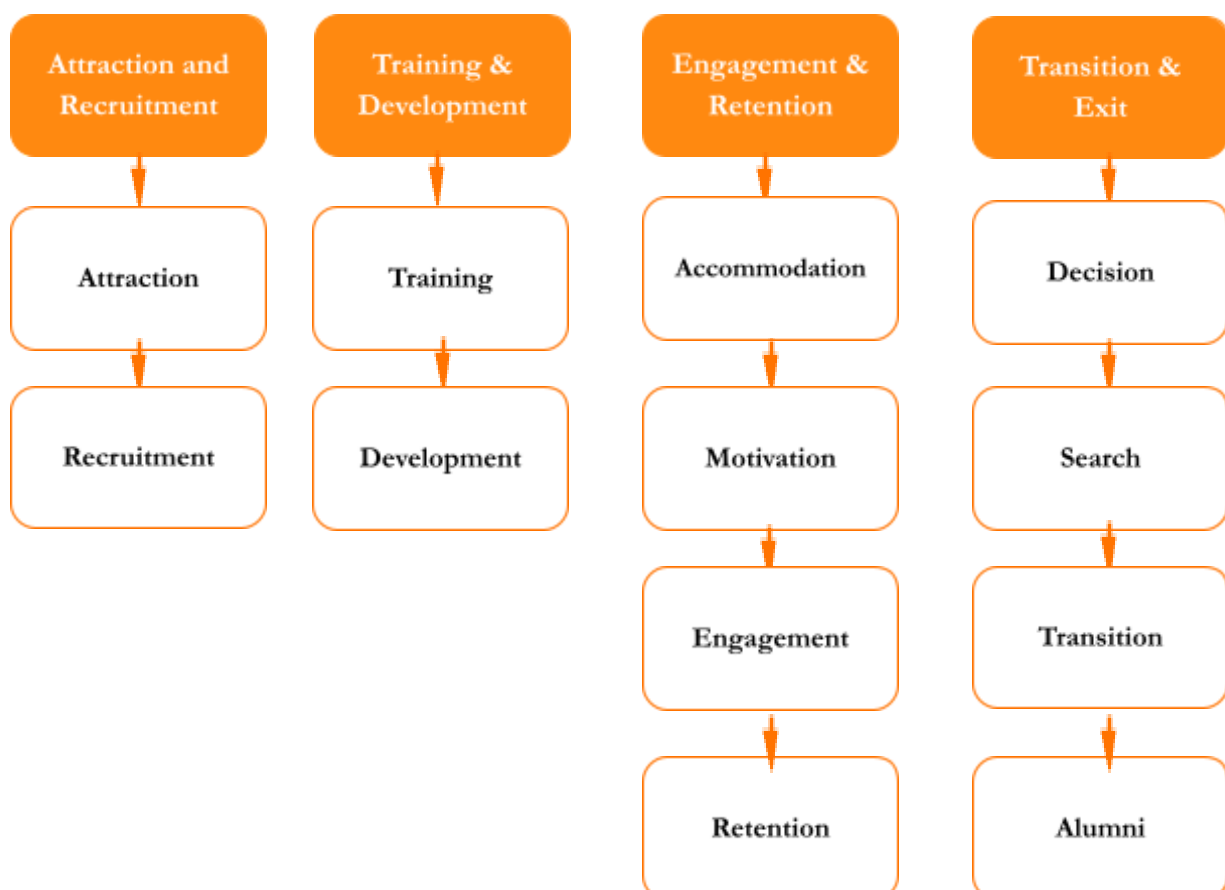 Attraction and
Recruitment
Attraction
Recruitment
Training &
Development
Training
Development
Engagement &
Retention
Accommodation
Motivation
Engagement
Retention
Transition &
Exit
Decision
Search
Transition
Alumni